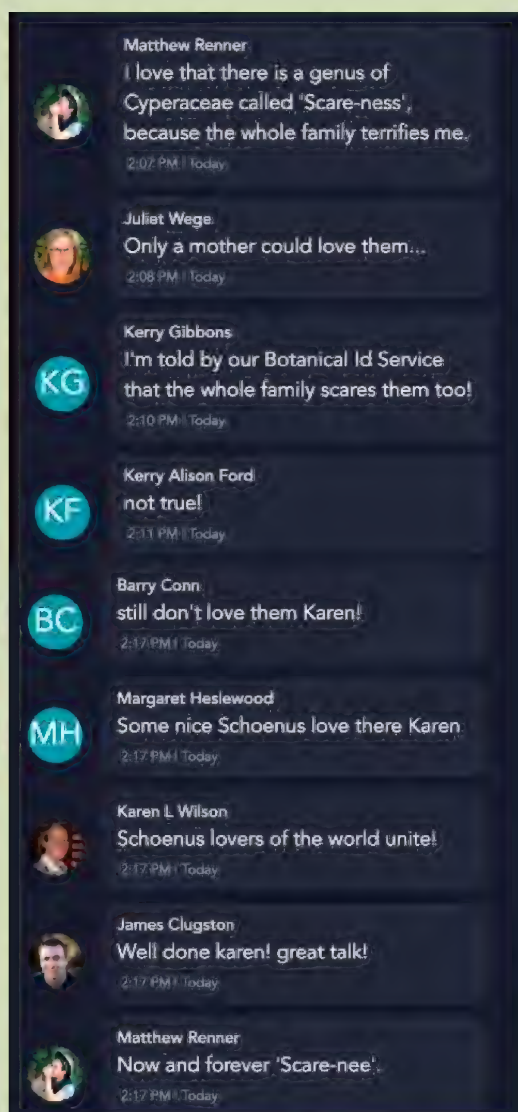 Matthew Renner
I love that there is a genus of
Cyperaceae called 'Scare-ness',
because the whole family terrifies me.
2:07 PM | Today
Juliet Wege
Only a mother could love them...
2:08 PM | Today
KG
Kerry Gibbons
I'm told by our Botanical Id Service
that the whole family scares them too!
2:10 PM | Today
KF
Kerry Alison Ford
not true!
2:11 PM | Today
BC
Barry Conn
still don't love them Karen!
2:17 PM | Today
MH
Margaret Heslewood
Some nice Schoenus love there Karen
2:17 PM | Today
Karen L Wilson
Schoenus lovers of the world unite!
2:17 PM | Today
James Clugston
Well done karen! great talk!
2:17 PM | Today
Matthew Renner
Now and forever 'Scare-nee'.
2:17 PM | Today